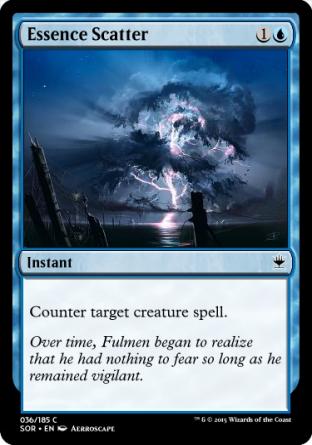 Essence Scatter 1
Instant
Counter target creature spell.
Over time, Fulmen began to realize
that he had nothing to fear so long as he
remained vigilant.
036/185 C
SOR • EN Aerroscape
™ & © 2015 Wizards of the Coast